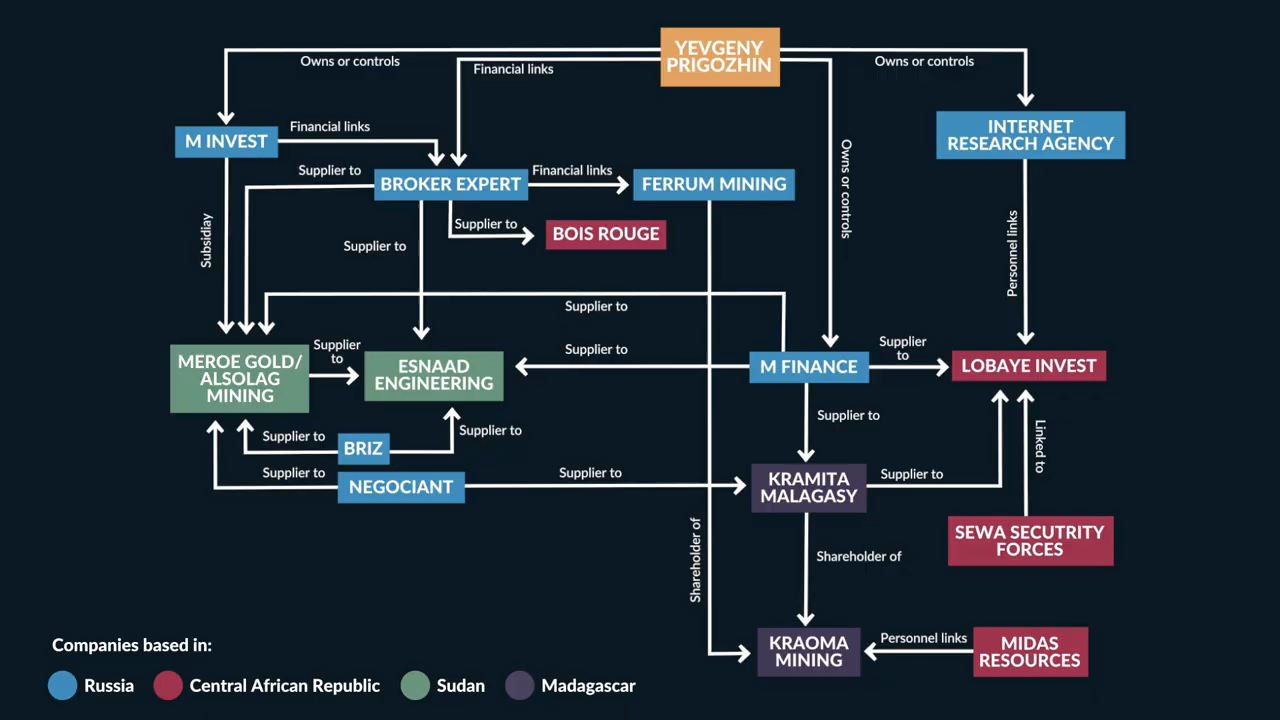 YEVGENY
PRIGOZHIN
Owns or controls
Financial links
Owns or controls
M INVEST
Financial links
INTERNET
RESEARCH AGENCY
Owns or controls
Supplier to
BROKER EXPERT
Financial links
FERRUM MINING
Subsidiay
Supplier to
Supplier to
BOIS ROUGE
Personnel links
Supplier to
MEROE GOLD/
ALSOLAG
MINING
Supplier
to
ESNAAD
ENGINEERING
Supplier to
M FINANCE
Supplier
to
LOBAYE INVEST
Supplier to
BRIZ
Supplier to
Supplier to
Linked to
Supplier to
NEGOCIANT
Supplier to
KRAMITA
MALAGASY
Supplier to
SEWA SECUTRITY
FORCES
Shareholder of
Shareholder of
KRAOMA
MINING
Personnel links
MIDAS
RESOURCES
Companies based in:
Russia
Central African Republic
Sudan
Madagascar